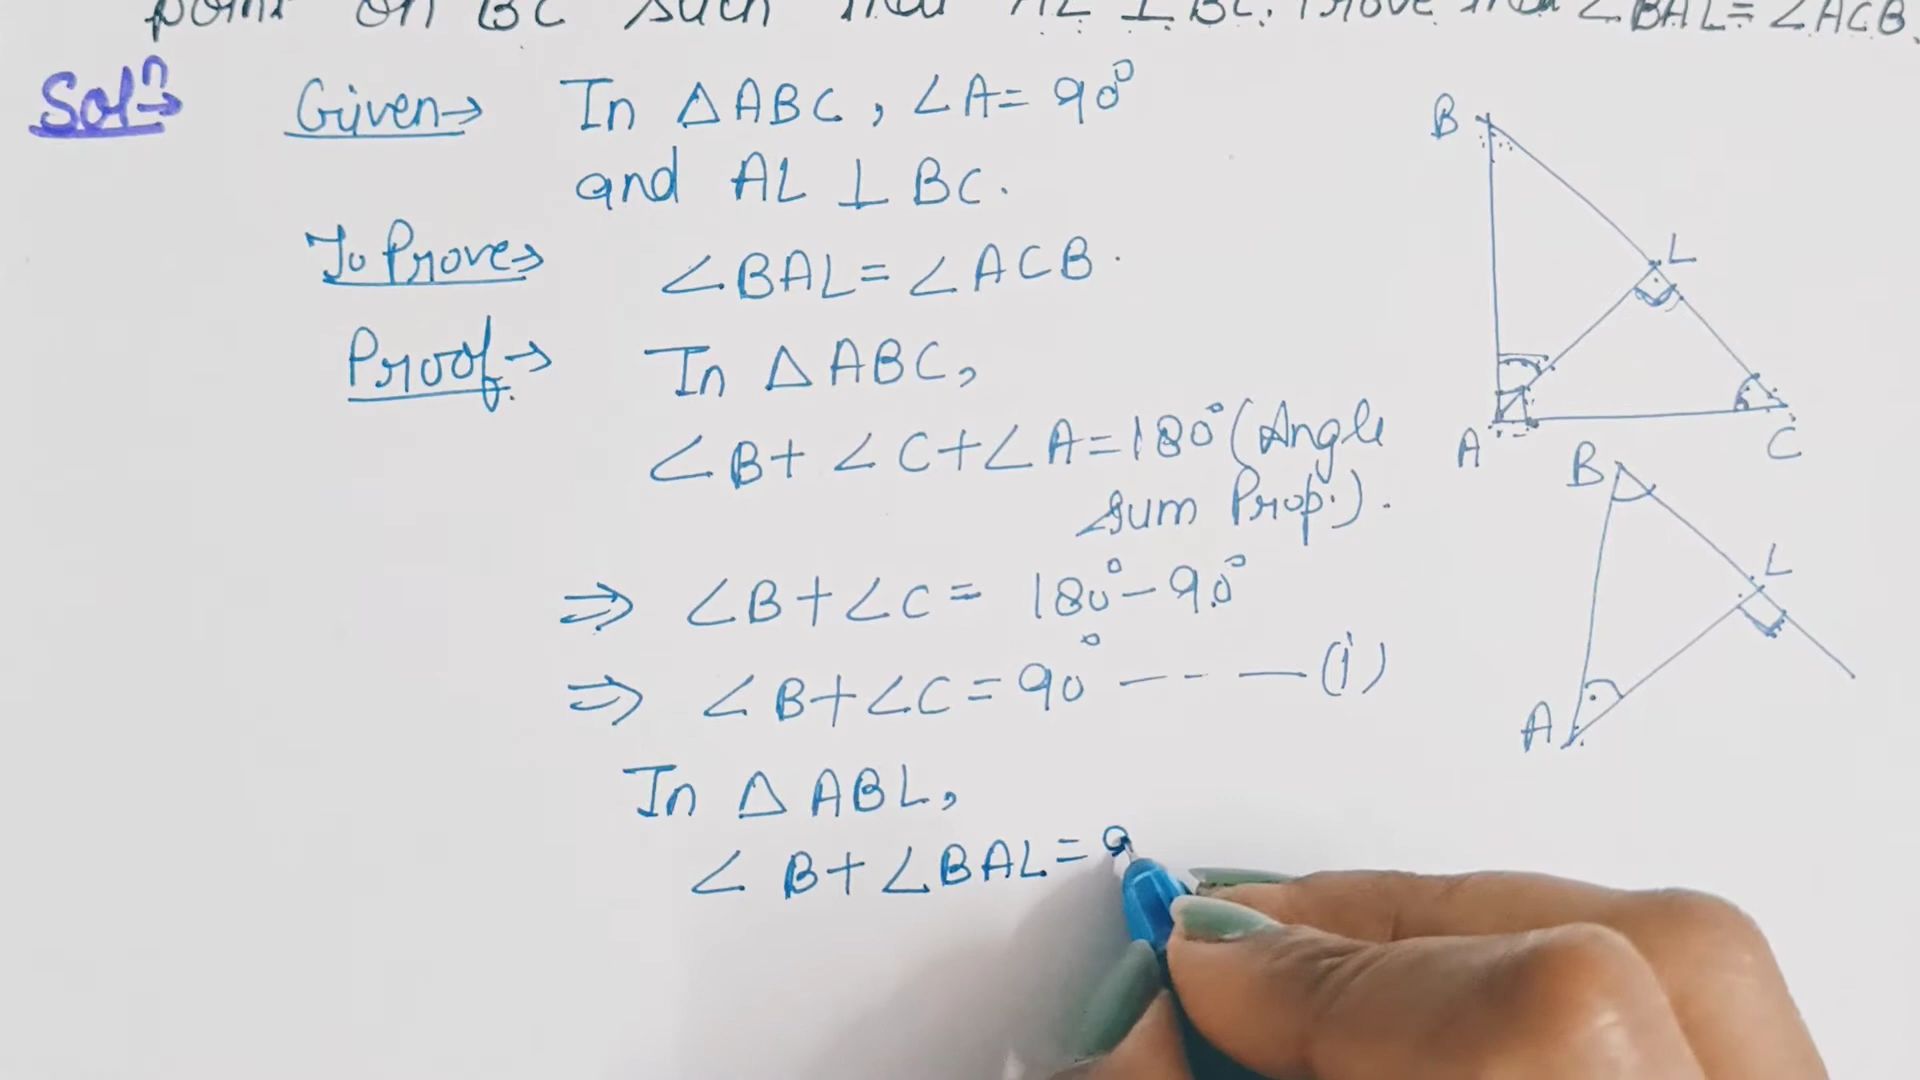 point on BC such that AL ⊥ BC. Prove that ∠BAL = ∠ACB.
Solⁿ→ Given→ In △ABC, ∠A = 90°
and AL ⊥ BC.
To Prove→ ∠BAL = ∠ACB.
Proof→ In △ABC,
∠B + ∠C + ∠A = 180° (Angle
sum Prop.).
⇒ ∠B + ∠C = 180° - 90°
⇒ ∠B + ∠C = 90° ---- (i)
In △ABL,
∠B + ∠BAL = 9
B
L
A
C
B
L
A